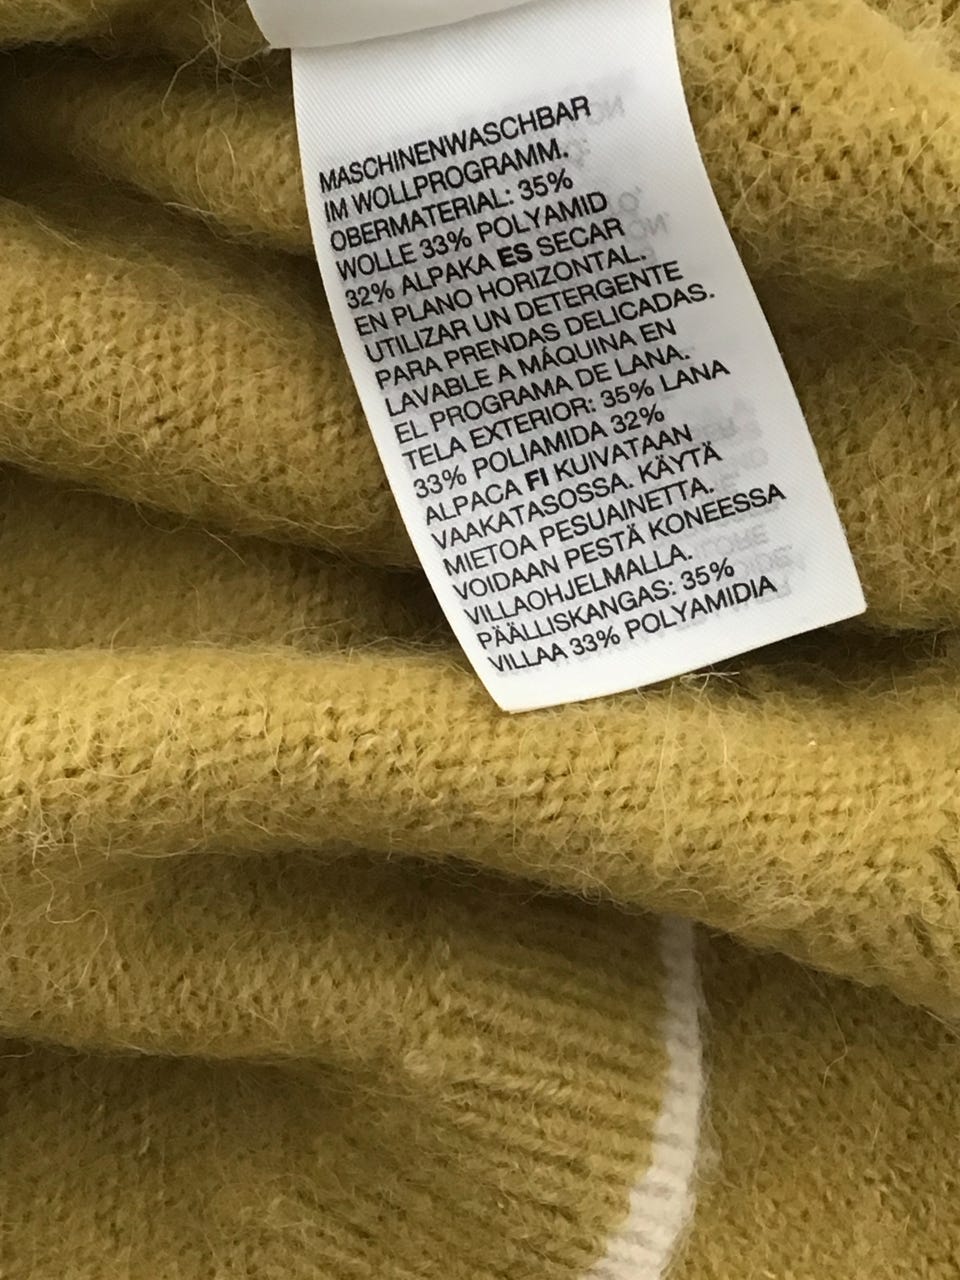 MASCHINENWASCHBAR
IM WOLLPROGRAMM.
OBERMATERIAL: 35%
WOLLE 33% POLYAMID
32% ALPAKA ES SECAR
EN PLANO HORIZONTAL.
UTILIZAR UN DETERGENTE
PARA PRENDAS DELICADAS.
LAVABLE A MÁQUINA EN
EL PROGRAMA DE LANA.
TELA EXTERIOR: 35% LANA
33% POLIAMIDA 32%
ALPACA FI KUIVATAAN
VAAKATASOSSA. KÄYTÄ
MIETOA PESUAINETTA.
VOIDAAN PESTÄ KONEESSA
VILLAOHJELMALLA.
PÄÄLLISKANGAS: 35%
VILLAA 33% POLYAMIDIA